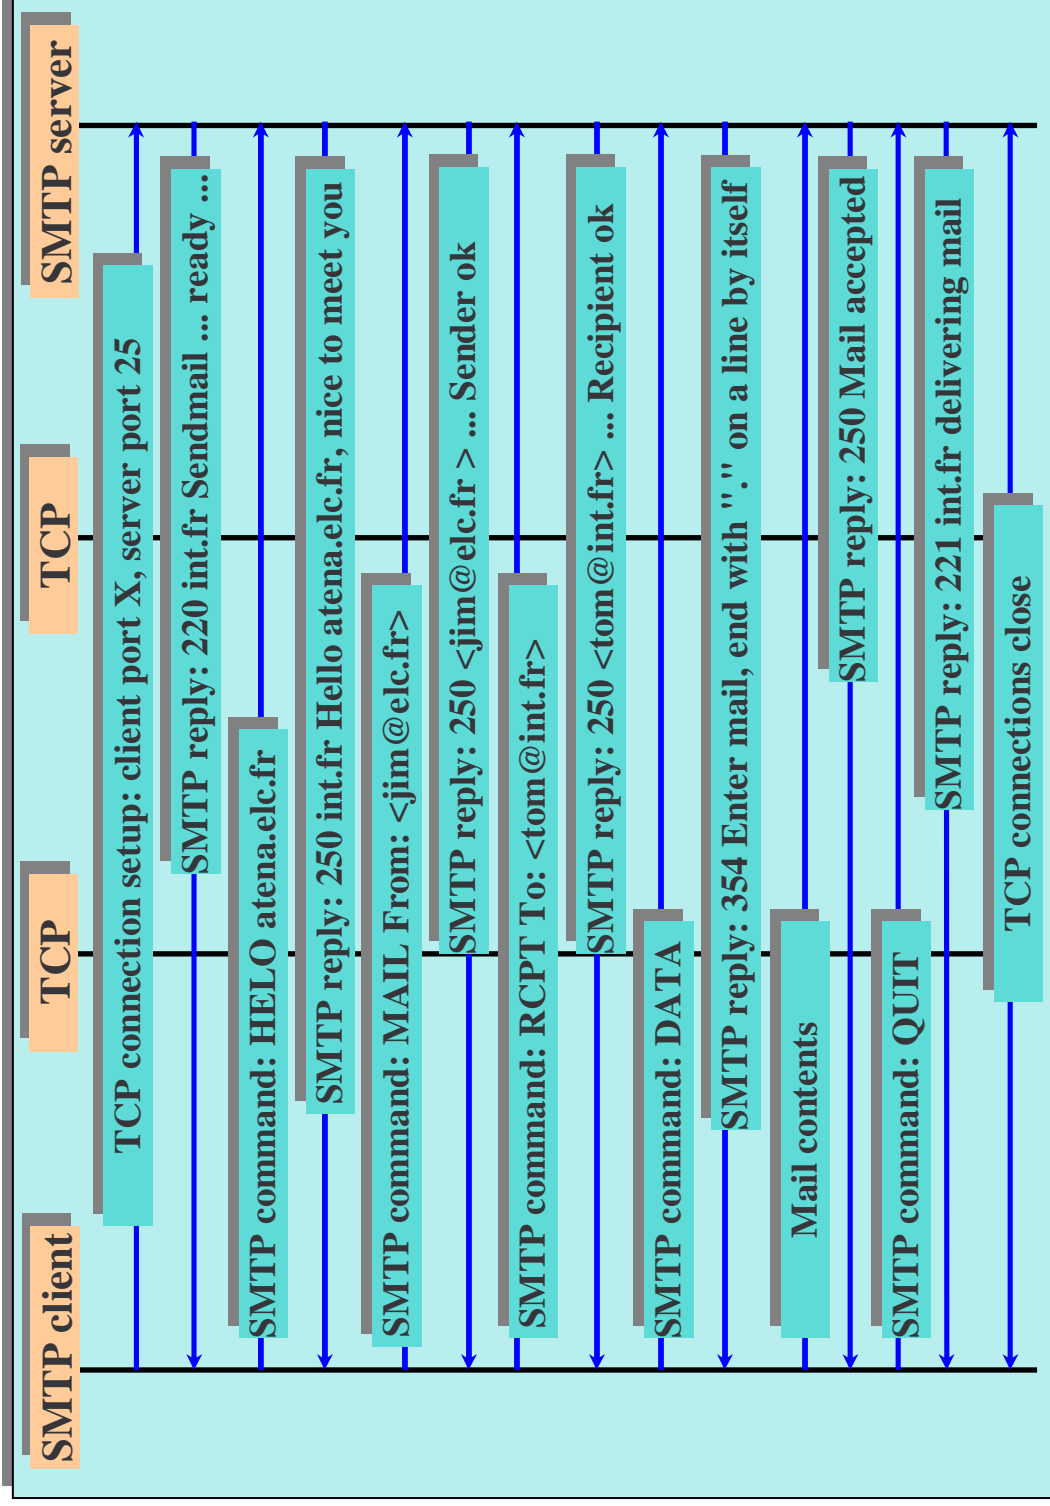 SMTP client
TCP
TCP
SMTP server
TCP connection setup: client port X, server port 25
SMTP reply: 220 int.fr Sendmail ... ready ...
SMTP command: HELO atena.elc.fr
SMTP reply: 250 int.fr Hello atena.elc.fr, nice to meet you
SMTP command: MAIL From: <jim@elc.fr>
SMTP reply: 250 <jim@elc.fr > ... Sender ok
SMTP command: RCPT To: <tom@int.fr>
SMTP reply: 250 <tom@int.fr> ... Recipient ok
SMTP command: DATA
SMTP reply: 354 Enter mail, end with "." on a line by itself
Mail contents
SMTP reply: 250 Mail accepted
SMTP command: QUIT
SMTP reply: 221 int.fr delivering mail
TCP connections close